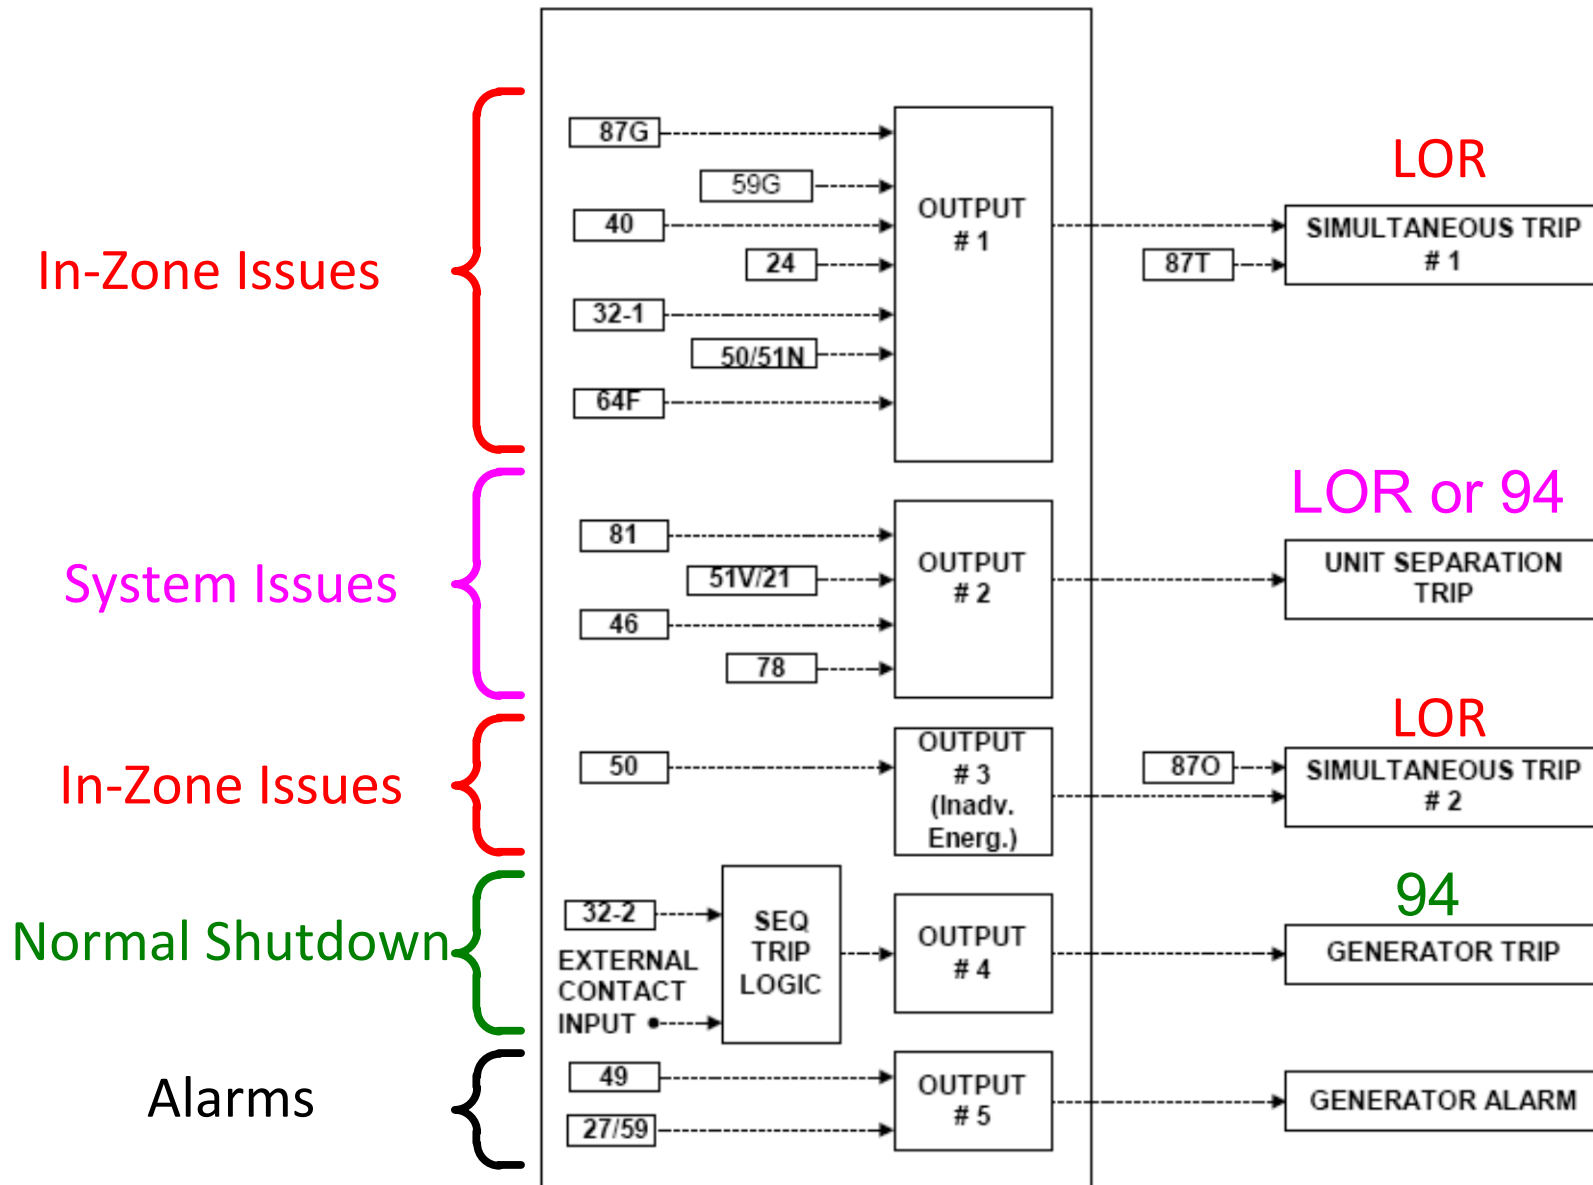 In-Zone Issues
87G
59G
40
24
32-1
50/51N
64F
OUTPUT
# 1
LOR
87T
SIMULTANEOUS TRIP
# 1
System Issues
81
51V/21
46
78
OUTPUT
# 2
LOR or 94
UNIT SEPARATION
TRIP
In-Zone Issues
50
OUTPUT
# 3
(Inadv.
Energ.)
LOR
87O
SIMULTANEOUS TRIP
# 2
Normal Shutdown
32-2
EXTERNAL
CONTACT
INPUT
SEQ
TRIP
LOGIC
OUTPUT
# 4
94
GENERATOR TRIP
Alarms
49
27/59
OUTPUT
# 5
GENERATOR ALARM